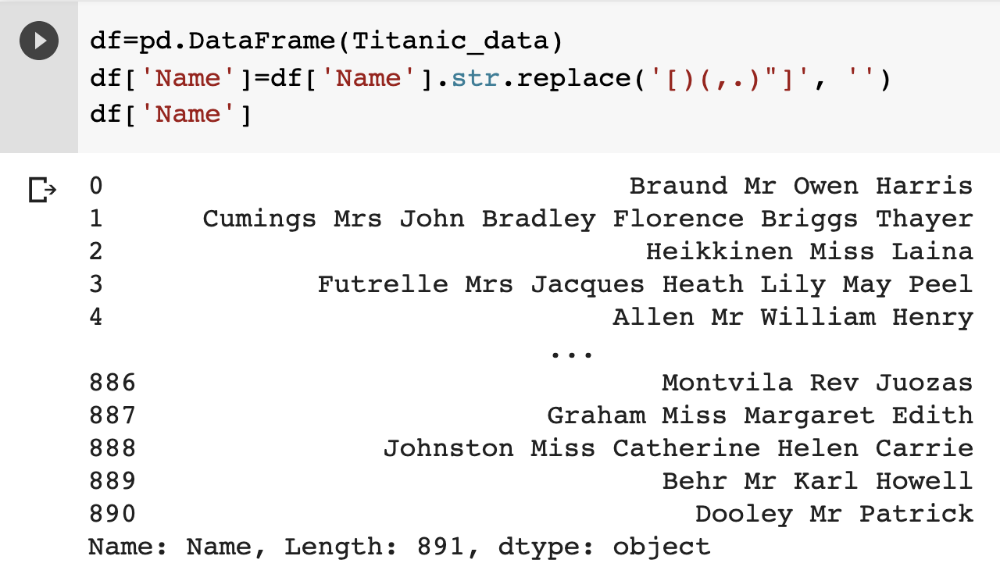 df=pd.DataFrame(Titanic_data)
df['Name']=df['Name'].str.replace('[)(,.)"]', '')
df['Name']
0 Braund Mr Owen Harris
1 Cumings Mrs John Bradley Florence Briggs Thayer
2 Heikkinen Miss Laina
3 Futrelle Mrs Jacques Heath Lily May Peel
4 Allen Mr William Henry
...
886 Montvila Rev Juozas
887 Graham Miss Margaret Edith
888 Johnston Miss Catherine Helen Carrie
889 Behr Mr Karl Howell
890 Dooley Mr Patrick
Name: Name, Length: 891, dtype: object